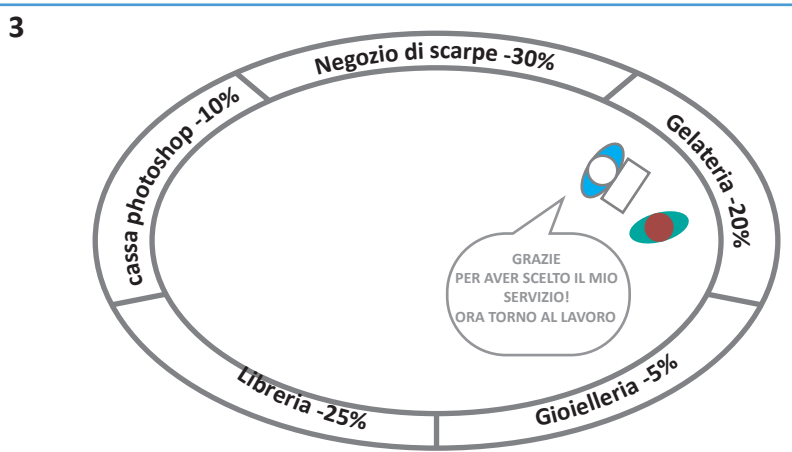 3
Negozio di scarpe -30%
cassa photoshop -10%
Gelateria -20%
GRAZIE
PER AVER SCELTO IL MIO
SERVIZIO!
ORA TORNO AL LAVORO
Libreria -25%
Gioielleria -5%